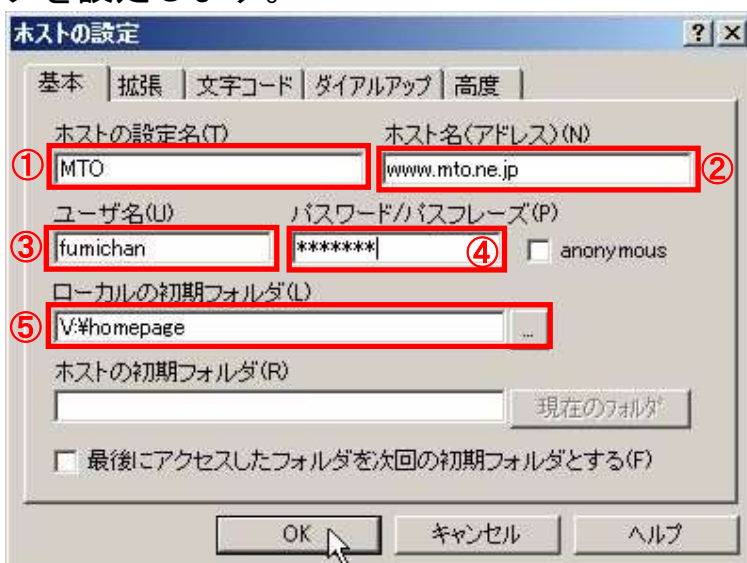 を設定します。
ホストの設定
基本 拡張 文字コード ダイアルアップ 高度
ホストの設定名(T) ホスト名(アドレス)(N)
① MTO wwww.mto.ne.jp ②
ユーザ名(U) パスワード/パスフレーズ(P)
③ fumichan ******* ④ anonymous
ローカルの初期フォルダ(L)
⑤ V:¥homepage ...
ホストの初期フォルダ(R)
現在のフォルダ
最後にアクセスしたフォルダを次回の初期フォルダとする(F)
OK キャンセル ヘルプ